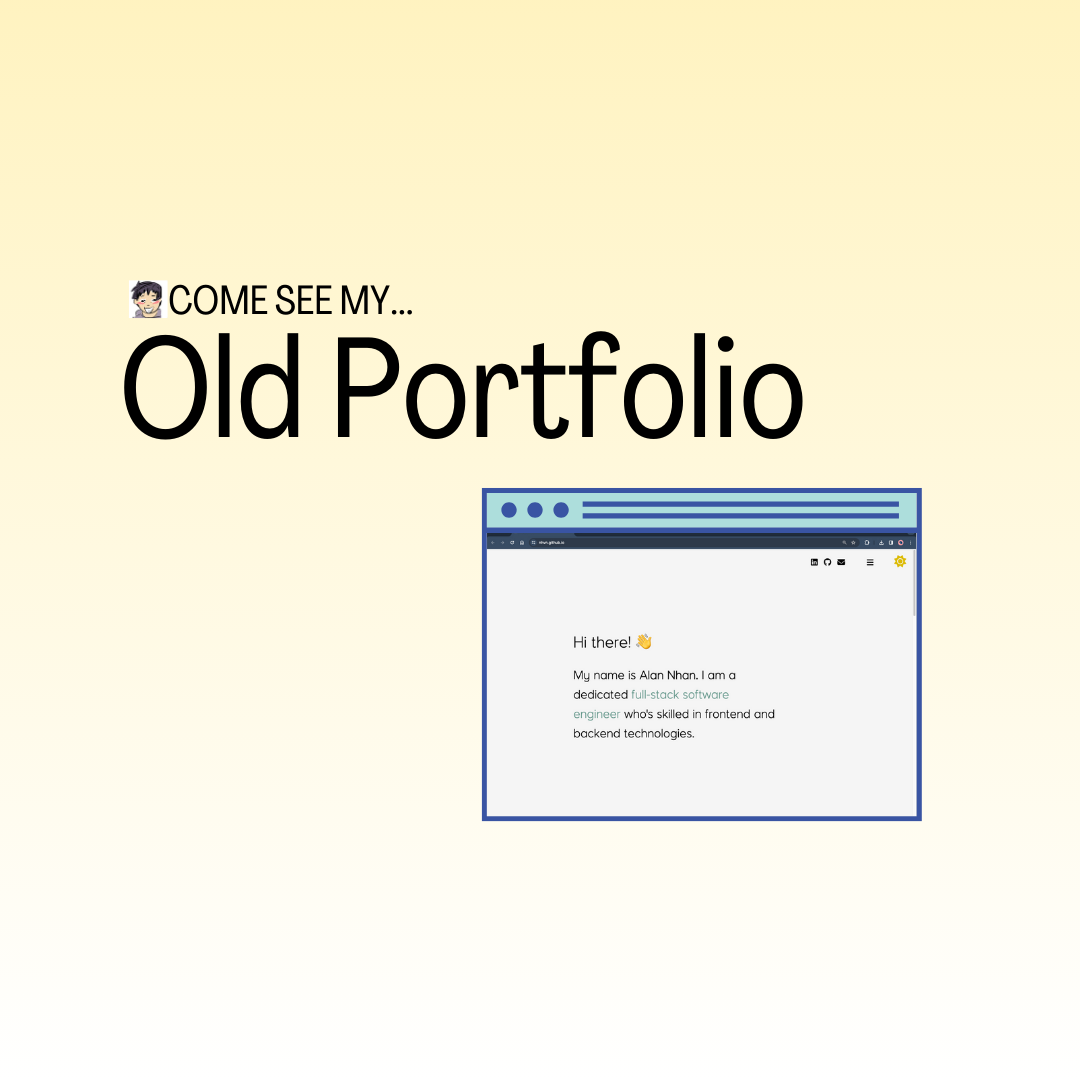 COME SEE MY...
Old Portfolio
Hi there! 👋
My name is Alan Nhan. I am a
dedicated full-stack software
engineer who's skilled in frontend and
backend technologies.